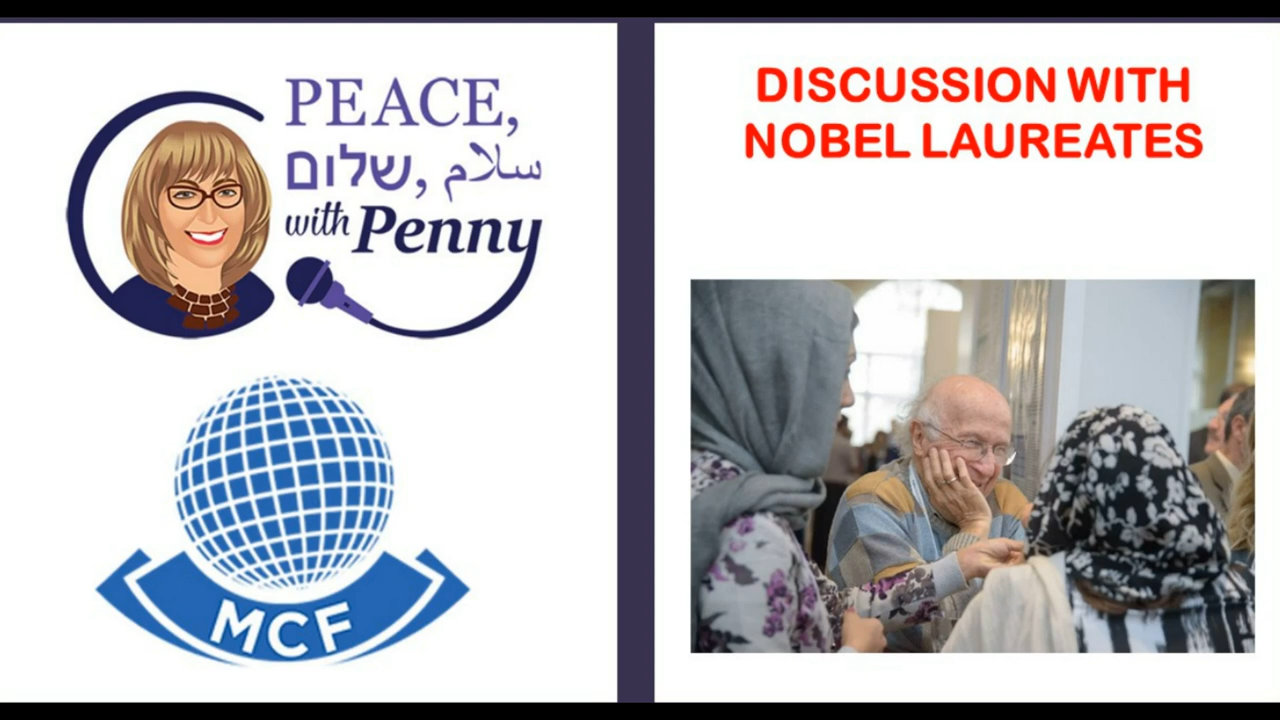 PEACE,
שלום, سلام
with Penny
MCF
DISCUSSION WITH
NOBEL LAUREATES